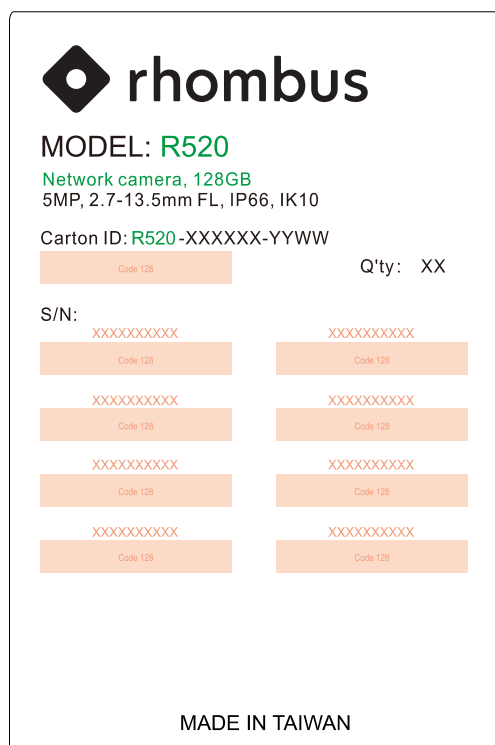 rhombus
MODEL: R520
Network camera, 128GB
5MP, 2.7-13.5mm FL, IP66, IK10
Carton ID: R520-XXXXXX-YYWW
Code 128
Q'ty: XX
S/N:
XXXXXXXXXX XXXXXXXXXX
Code 128 Code 128
XXXXXXXXXX XXXXXXXXXX
Code 128 Code 128
XXXXXXXXXX XXXXXXXXXX
Code 128 Code 128
XXXXXXXXXX XXXXXXXXXX
Code 128 Code 128
MADE IN TAIWAN